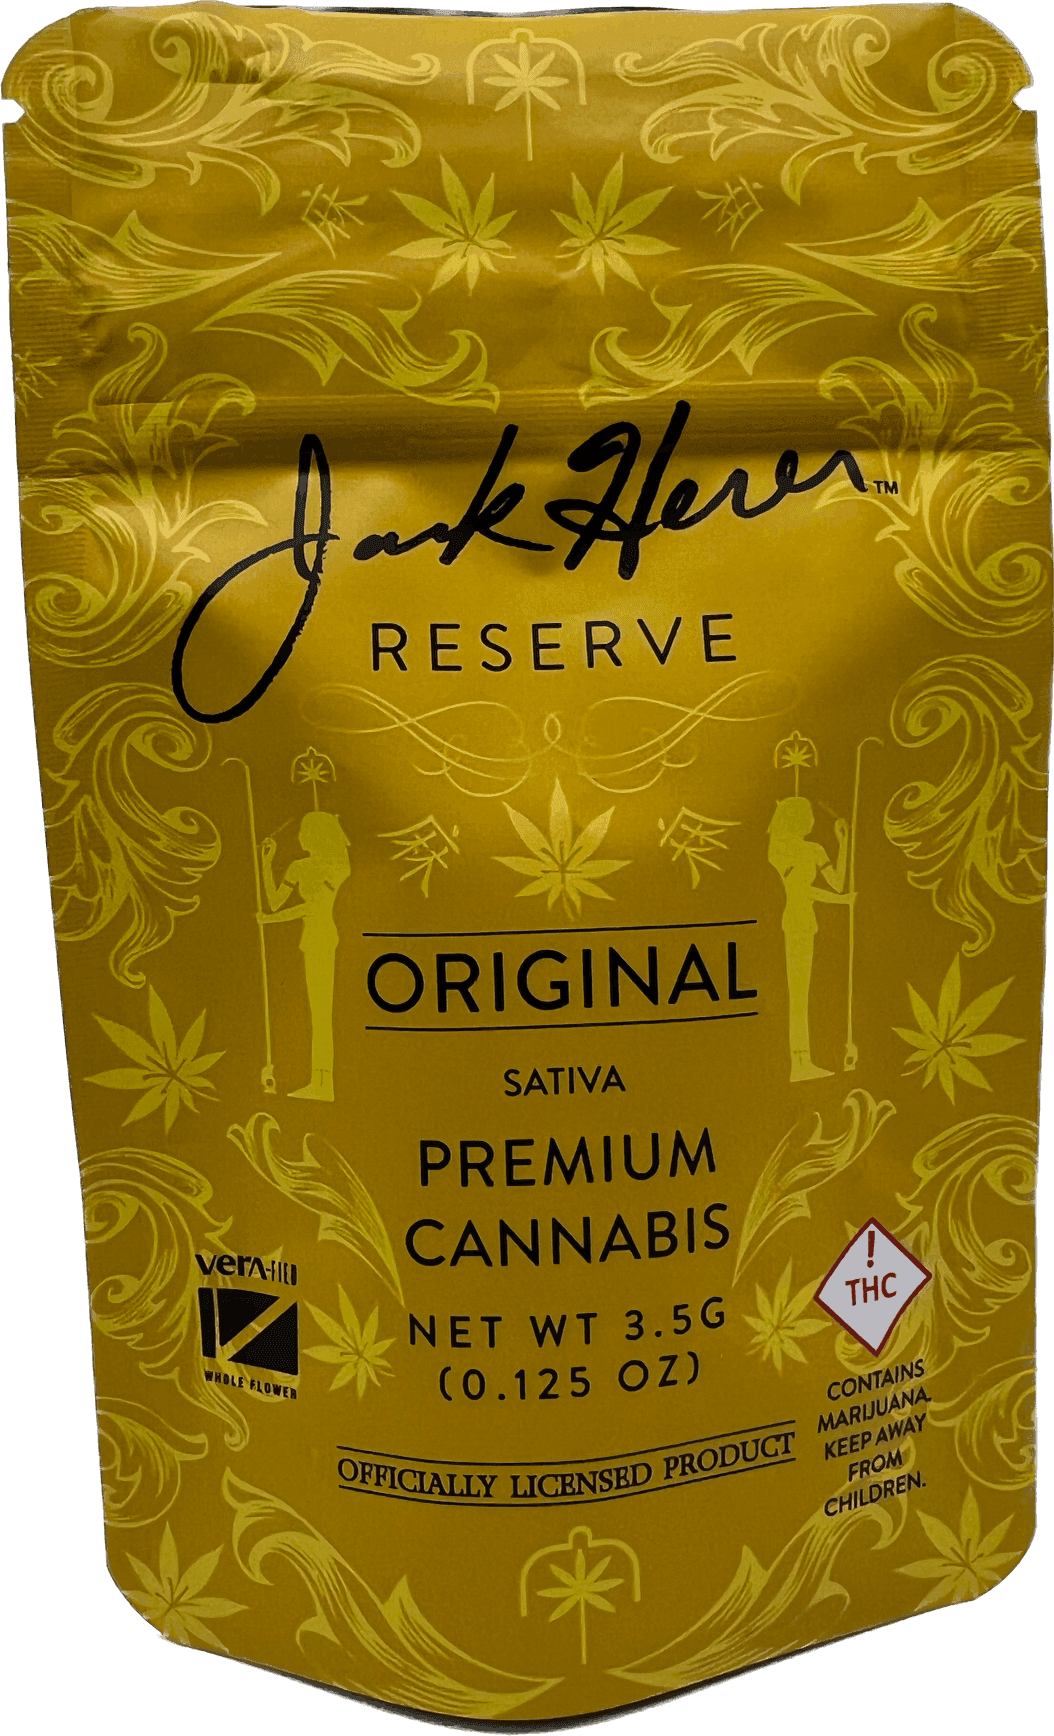 Jack Herer™
RESERVE
ORIGINAL
SATIVA
PREMIUM
CANNABIS
NET WT 3.5G
(0.125 OZ)
OFFICIALLY LICENSED PRODUCT
verA-FIED
WHOLE FLOWER
!
THC
CONTAINS
MARIJUANA.
KEEP AWAY
FROM
CHILDREN.